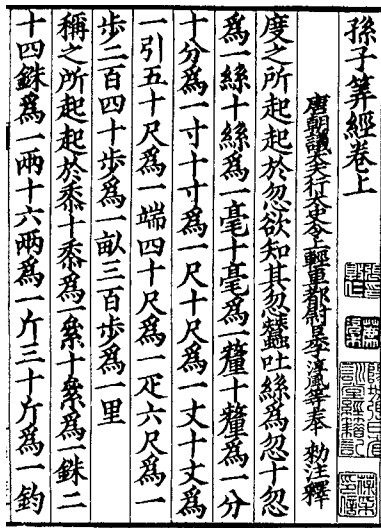 孫子筭經卷上
唐朝議大夫行太史令上輕車都尉臣李淳風等奉 勑注釋
度之所起起於忽欲知其忽蠶吐絲爲忽十忽
爲一絲十絲爲一毫十毫爲一釐十釐爲一分
十分爲一寸十寸爲一尺十尺爲一丈十丈爲
一引五十尺爲一端四十尺爲一疋六尺爲一
步二百四十步爲一畝三百步爲一里
稱之所起起於黍十黍爲一絫十絫爲一銖二
十四銖爲一兩十六兩爲一斤三十斤爲一鈞